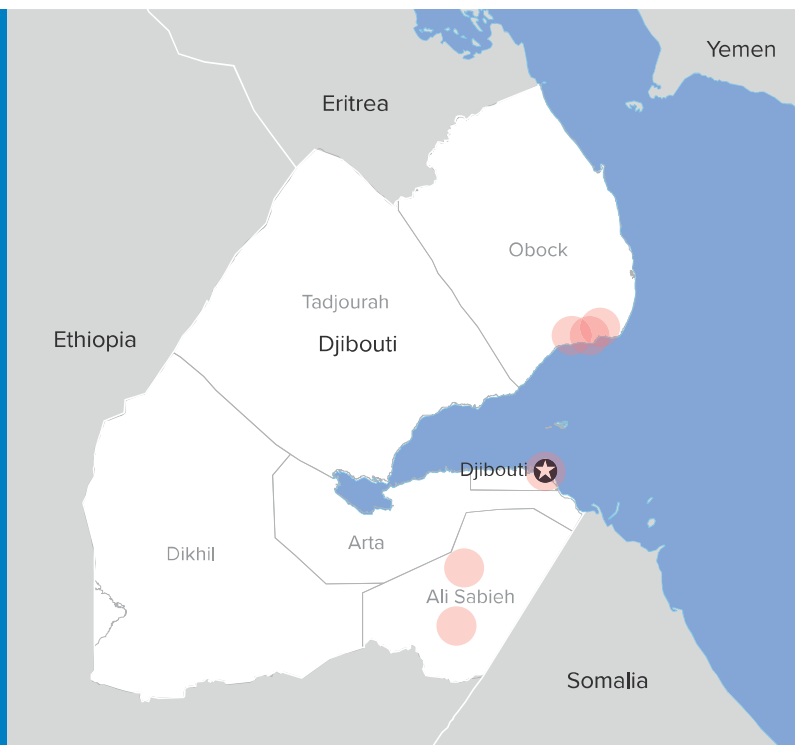 Yemen
Eritrea
Obock
Tadjourah
Ethiopia
Djibouti
Djibouti
Arta
Dikhil
Ali Sabieh
Somalia